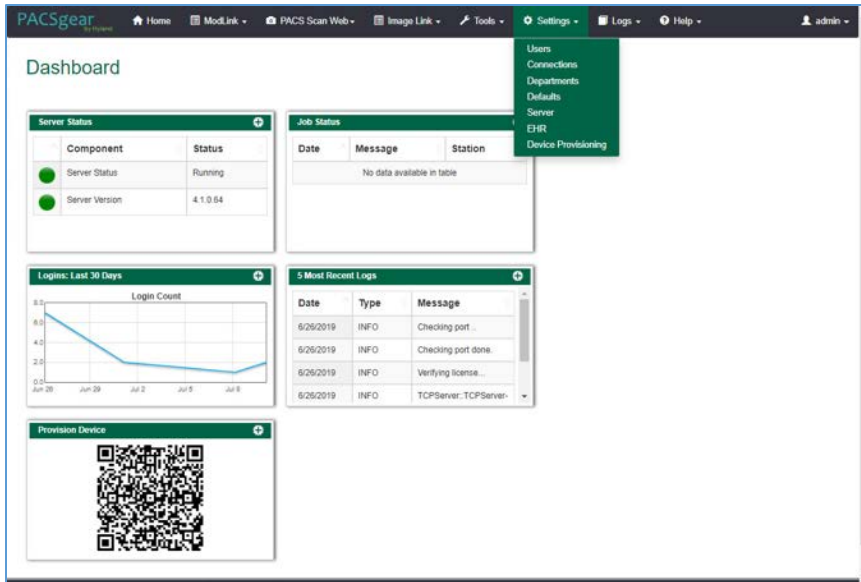 PACSgear
by Hyland
Home
ModLink
PACS Scan Web
Image Link
Tools
Settings
Logs
Help
admin
Users
Connections
Departments
Defaults
Server
EHR
Device Provisioning
Dashboard
Server Status
Component Status
Server Status Running
Server Version 4.1.0.64
Job Status
Date Message Station
No data available in table
Logins: Last 30 Days
Login Count
8.0
6.0
4.0
2.0
0.0
Jun 26 Jun 29 Jul 2 Jul 5 Jul 8
5 Most Recent Logs
Date Type Message
6/26/2019 INFO Checking port ..
6/26/2019 INFO Checking port done.
6/26/2019 INFO Verifying license...
6/26/2019 INFO TCPServer::TCPServer-
Provision Device